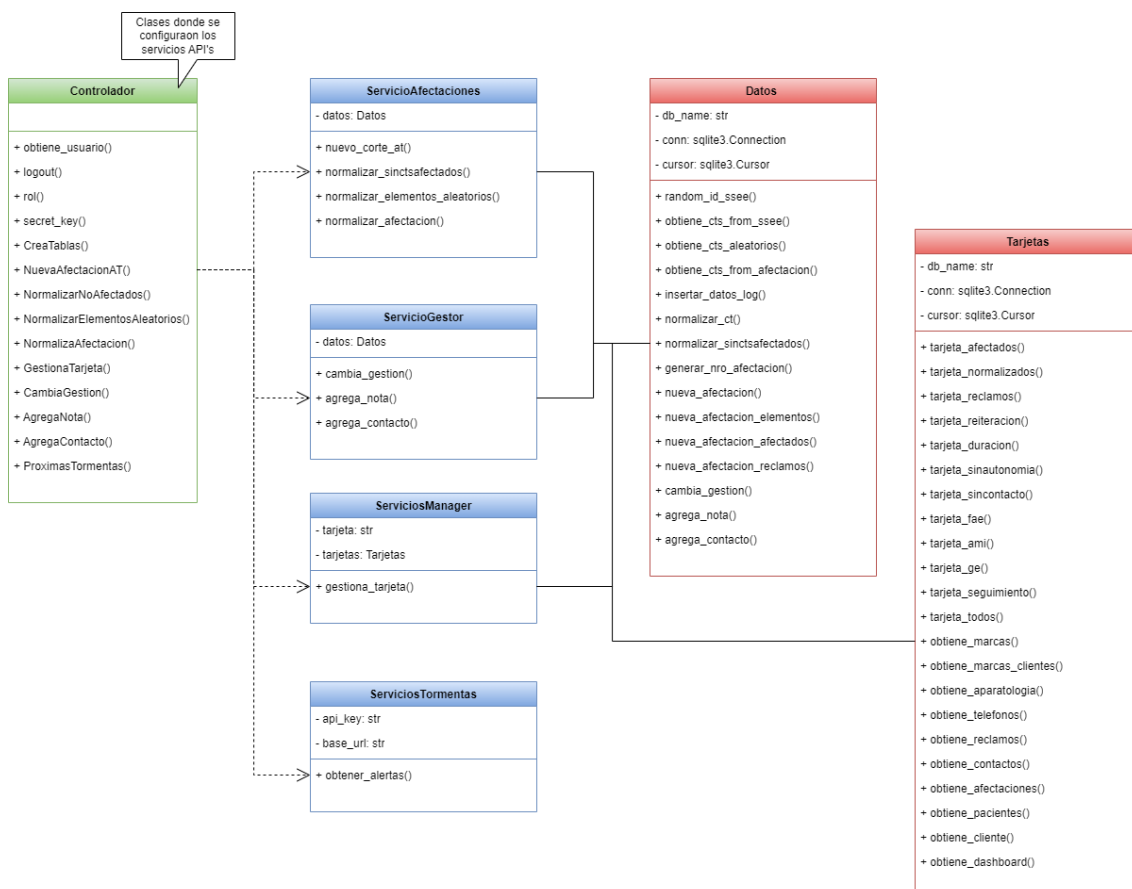 Clases donde se
configuraon los
servicios API's
Controlador
+ obtiene_usuario()
+ logout()
+ rol()
+ secret_key()
+ CreaTablas()
+ NuevaAfectacionAT()
+ NormalizarNoAfectados()
+ NormalizarElementosAleatorios()
+ NormalizaAfectacion()
+ GestionaTarjeta()
+ CambiaGestion()
+ AgregaNota()
+ AgregaContacto()
+ ProximasTormentas()
ServicioAfectaciones
- datos: Datos
+ nuevo_corte_at()
+ normalizar_sinctsafectados()
+ normalizar_elementos_aleatorios()
+ normalizar_afectacion()
ServicioGestor
- datos: Datos
+ cambia_gestion()
+ agrega_nota()
+ agrega_contacto()
ServiciosManager
- tarjeta: str
- tarjetas: Tarjetas
+ gestiona_tarjeta()
ServiciosTormentas
- api_key: str
- base_url: str
+ obtener_alertas()
Datos
- db_name: str
- conn: sqlite3.Connection
- cursor: sqlite3.Cursor
+ random_id_ssee()
+ obtiene_cts_from_ssee()
+ obtiene_cts_aleatorios()
+ obtiene_cts_from_afectacion()
+ insertar_datos_log()
+ normalizar_ct()
+ normalizar_sinctsafectados()
+ generar_nro_afectacion()
+ nueva_afectacion()
+ nueva_afectacion_elementos()
+ nueva_afectacion_afectados()
+ nueva_afectacion_reclamos()
+ cambia_gestion()
+ agrega_nota()
+ agrega_contacto()
Tarjetas
- db_name: str
- conn: sqlite3.Connection
- cursor: sqlite3.Cursor
+ tarjeta_afectados()
+ tarjeta_normalizados()
+ tarjeta_reclamos()
+ tarjeta_reiteracion()
+ tarjeta_duracion()
+ tarjeta_sinautonomia()
+ tarjeta_sincontacto()
+ tarjeta_fae()
+ tarjeta_ami()
+ tarjeta_ge()
+ tarjeta_seguimiento()
+ tarjeta_todos()
+ obtiene_marcas()
+ obtiene_marcas_clientes()
+ obtiene_aparatologia()
+ obtiene_telefonos()
+ obtiene_reclamos()
+ obtiene_contactos()
+ obtiene_afectaciones()
+ obtiene_pacientes()
+ obtiene_cliente()
+ obtiene_dashboard()